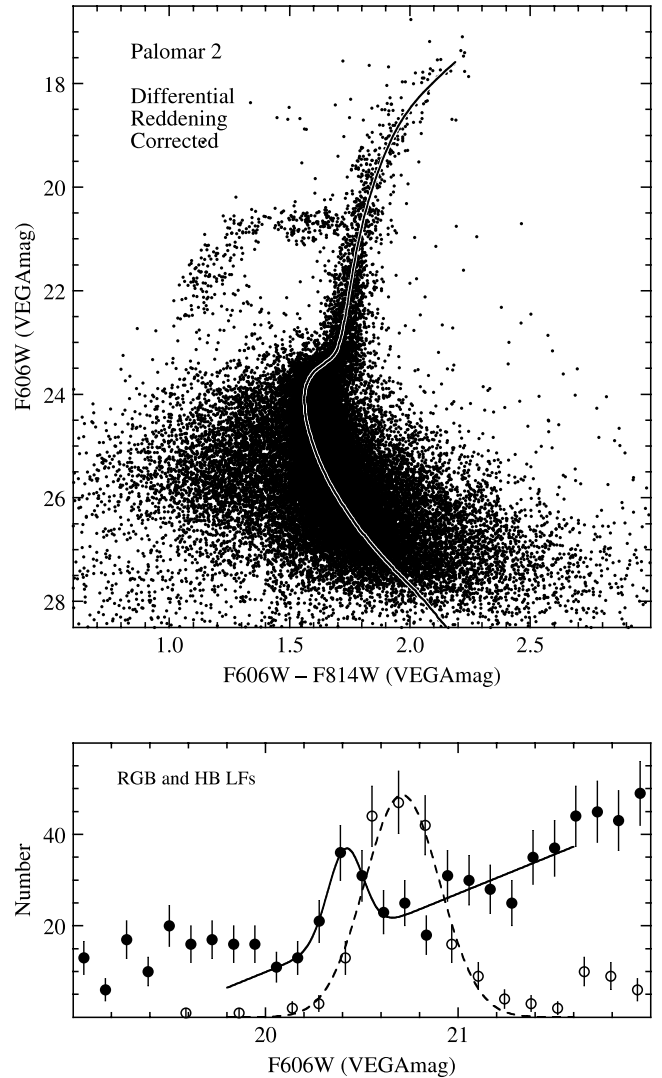 Palomar 2
Differential
Reddening
Corrected
18
20
22
24
26
28
F606W (VEGAmag)
1.0 1.5 2.0 2.5
F606W – F814W (VEGAmag)
RGB and HB LFs
40
20
Number
20 21
F606W (VEGAmag)